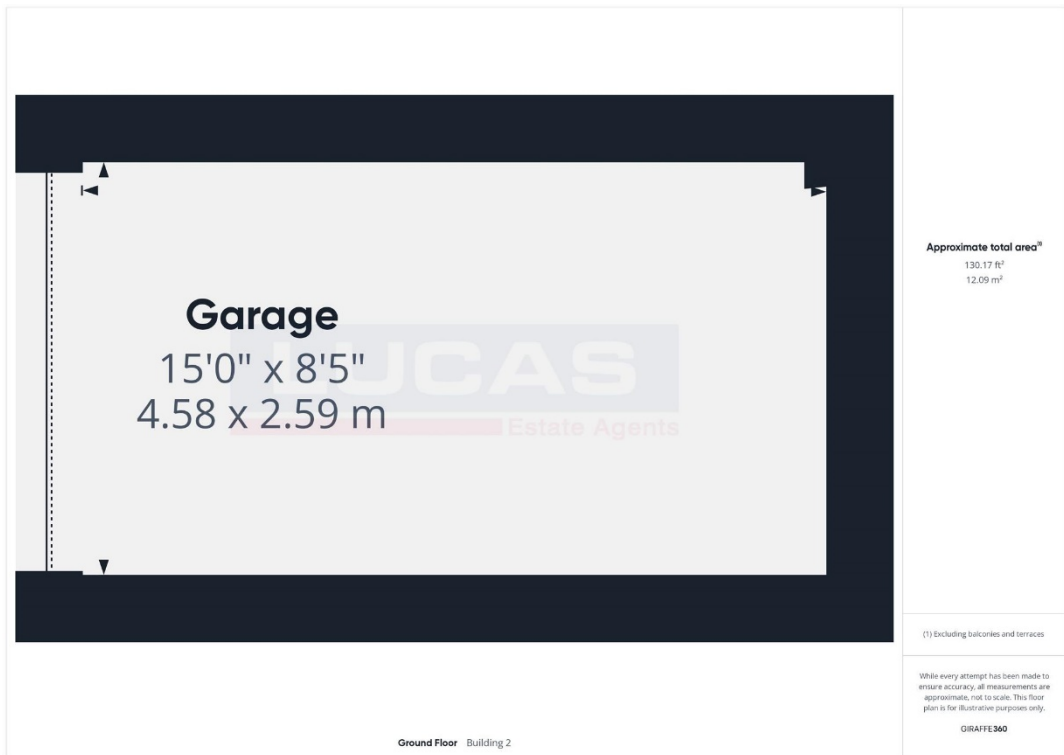 Garage
15'0" x 8'5"
4.58 x 2.59 m
LUCAS
Estate Agents
Approximate total area⁽¹⁾
130.17 ft²
12.09 m²
(1) Excluding balconies and terraces
While every attempt has been made to
ensure accuracy, all measurements are
approximate, not to scale. This floor
plan is for illustrative purposes only.
GIRAFFE360
Ground Floor Building 2